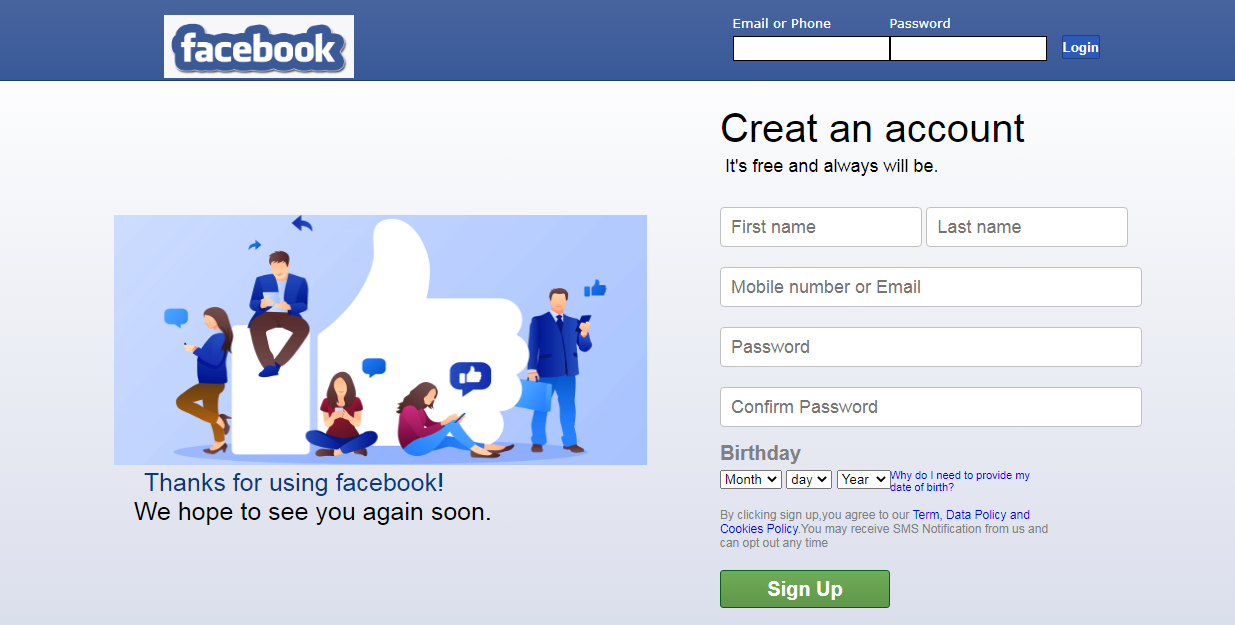 facebook
Email or Phone Password
Login
Creat an account
It's free and always will be.
First name Last name
Mobile number or Email
Password
Confirm Password
Birthday
Month day Year Why do I need to provide my
date of birth?
By clicking sign up,you agree to our Term, Data Policy and
Cookies Policy.You may receive SMS Notification from us and
can opt out any time
Sign Up
Thanks for using facebook!
We hope to see you again soon.